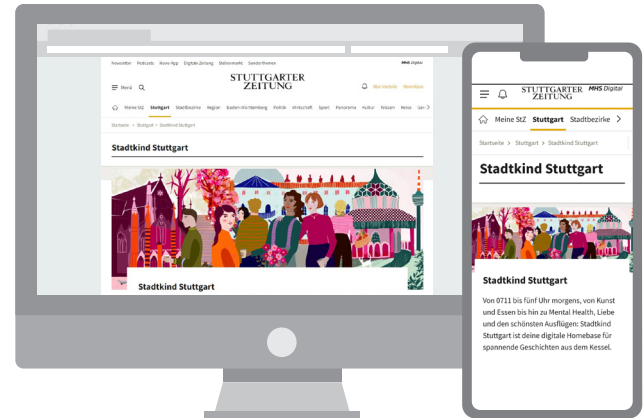 Newsletter Podcasts News-App Digitale Zeitung Stellenmarkt Sonderthemen MHS Digital
Menü STUTTGARTER ZEITUNG
Meine StZ Stuttgart Stadtbezirke Region Baden-Württemberg Politik Wirtschaft Sport Panorama Kultur Wissen Reise
Startseite > Stuttgart > Stadtkind Stuttgart
Stadtkind Stuttgart
Stadtkind Stuttgart
STUTTGARTER ZEITUNG MHS Digital
Meine StZ Stuttgart Stadtbezirke
Startseite > Stuttgart > Stadtkind Stuttgart
Stadtkind Stuttgart
Stadtkind Stuttgart
Von 0711 bis fünf Uhr morgens, von Kunst
und Essen bis hin zu Mental Health, Liebe
und den schönsten Ausflügen: Stadtkind
Stuttgart ist deine digitale Homebase für
spannende Geschichten aus dem Kessel.